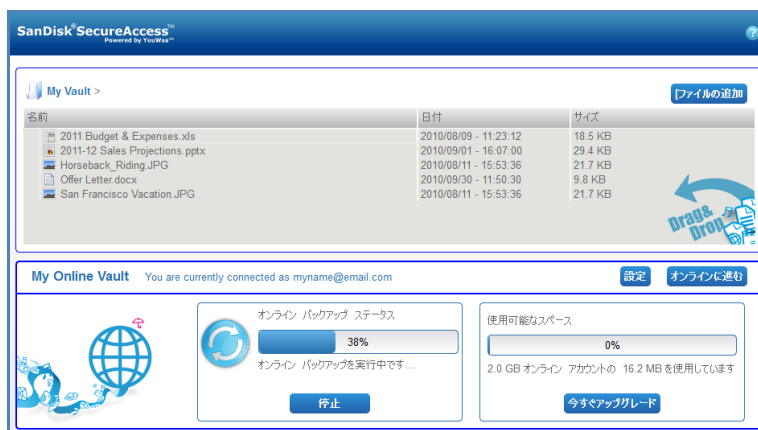 SanDisk®SecureAccess™
Powered by YuuWaa™
?
My Vault >
ファイルの追加
名前 日付 サイズ
2011 Budget & Expenses.xls 2010/08/09 - 11:23:12 18.5 KB
2011-12 Sales Projections.pptx 2010/09/01 - 16:07:00 29.4 KB
Horseback_Riding.JPG 2010/08/11 - 15:53:36 21.7 KB
Offer Letter.docx 2010/09/30 - 11:50:30 9.8 KB
San Francisco Vacation.JPG 2010/08/11 - 15:53:36 21.7 KB
Drag&
Drop
My Online Vault You are currently connected as myname@email.com 設定 オンラインに進む
オンライン バックアップ ステータス
38%
オンライン バックアップを実行中です...
停止
使用可能なスペース
0%
2.0 GB オンライン アカウントの 16.2 MB を使用しています
今すぐアップグレード